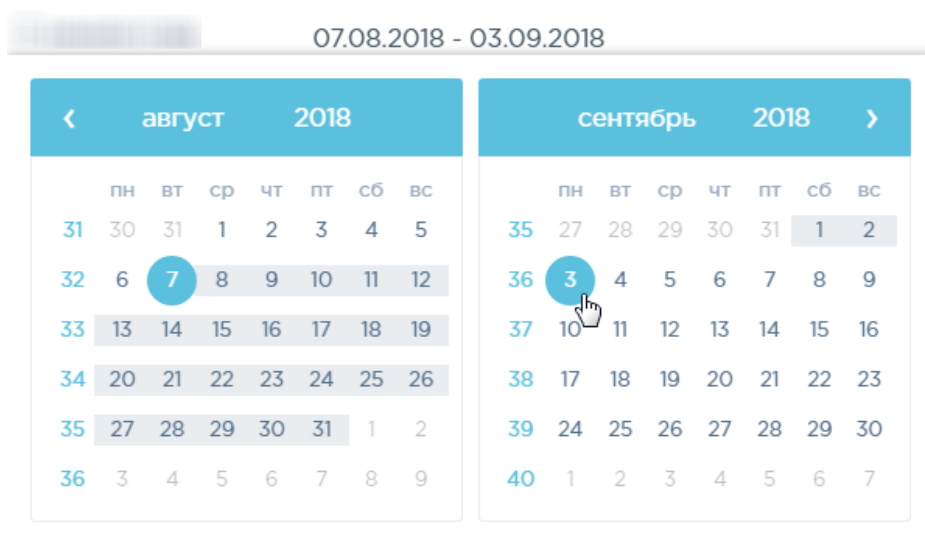 07.08.2018 - 03.09.2018
‹ август 2018
пн вт ср чт пт сб вс
31 30 31 1 2 3 4 5
32 6 7 8 9 10 11 12
33 13 14 15 16 17 18 19
34 20 21 22 23 24 25 26
35 27 28 29 30 31 1 2
36 3 4 5 6 7 8 9
сентябрь 2018 ›
пн вт ср чт пт сб вс
35 27 28 29 30 31 1 2
36 3 4 5 6 7 8 9
37 10 11 12 13 14 15 16
38 17 18 19 20 21 22 23
39 24 25 26 27 28 29 30
40 1 2 3 4 5 6 7